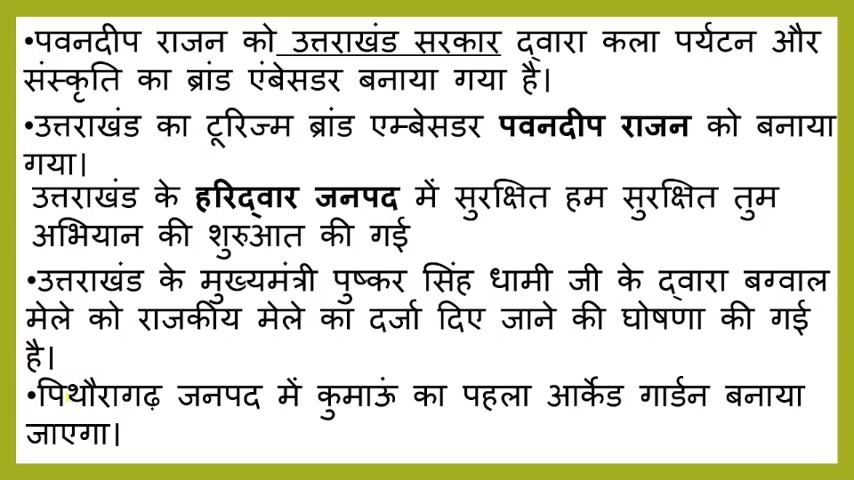 •पवनदीप राजन को उत्तराखंड सरकार द्वारा कला पर्यटन और
संस्कृति का ब्रांड एंबेसडर बनाया गया है।
•उत्तराखंड का टूरिज्म ब्रांड एम्बेसडर पवनदीप राजन को बनाया
गया।
उत्तराखंड के हरिद्वार जनपद में सुरक्षित हम सुरक्षित तुम
अभियान की शुरुआत की गई
•उत्तराखंड के मुख्यमंत्री पुष्कर सिंह धामी जी के द्वारा बग्वाल
मेले को राजकीय मेले का दर्जा दिए जाने की घोषणा की गई
है।
•पिथौरागढ़ जनपद में कुमाऊं का पहला आर्केड गार्डन बनाया
जाएगा।